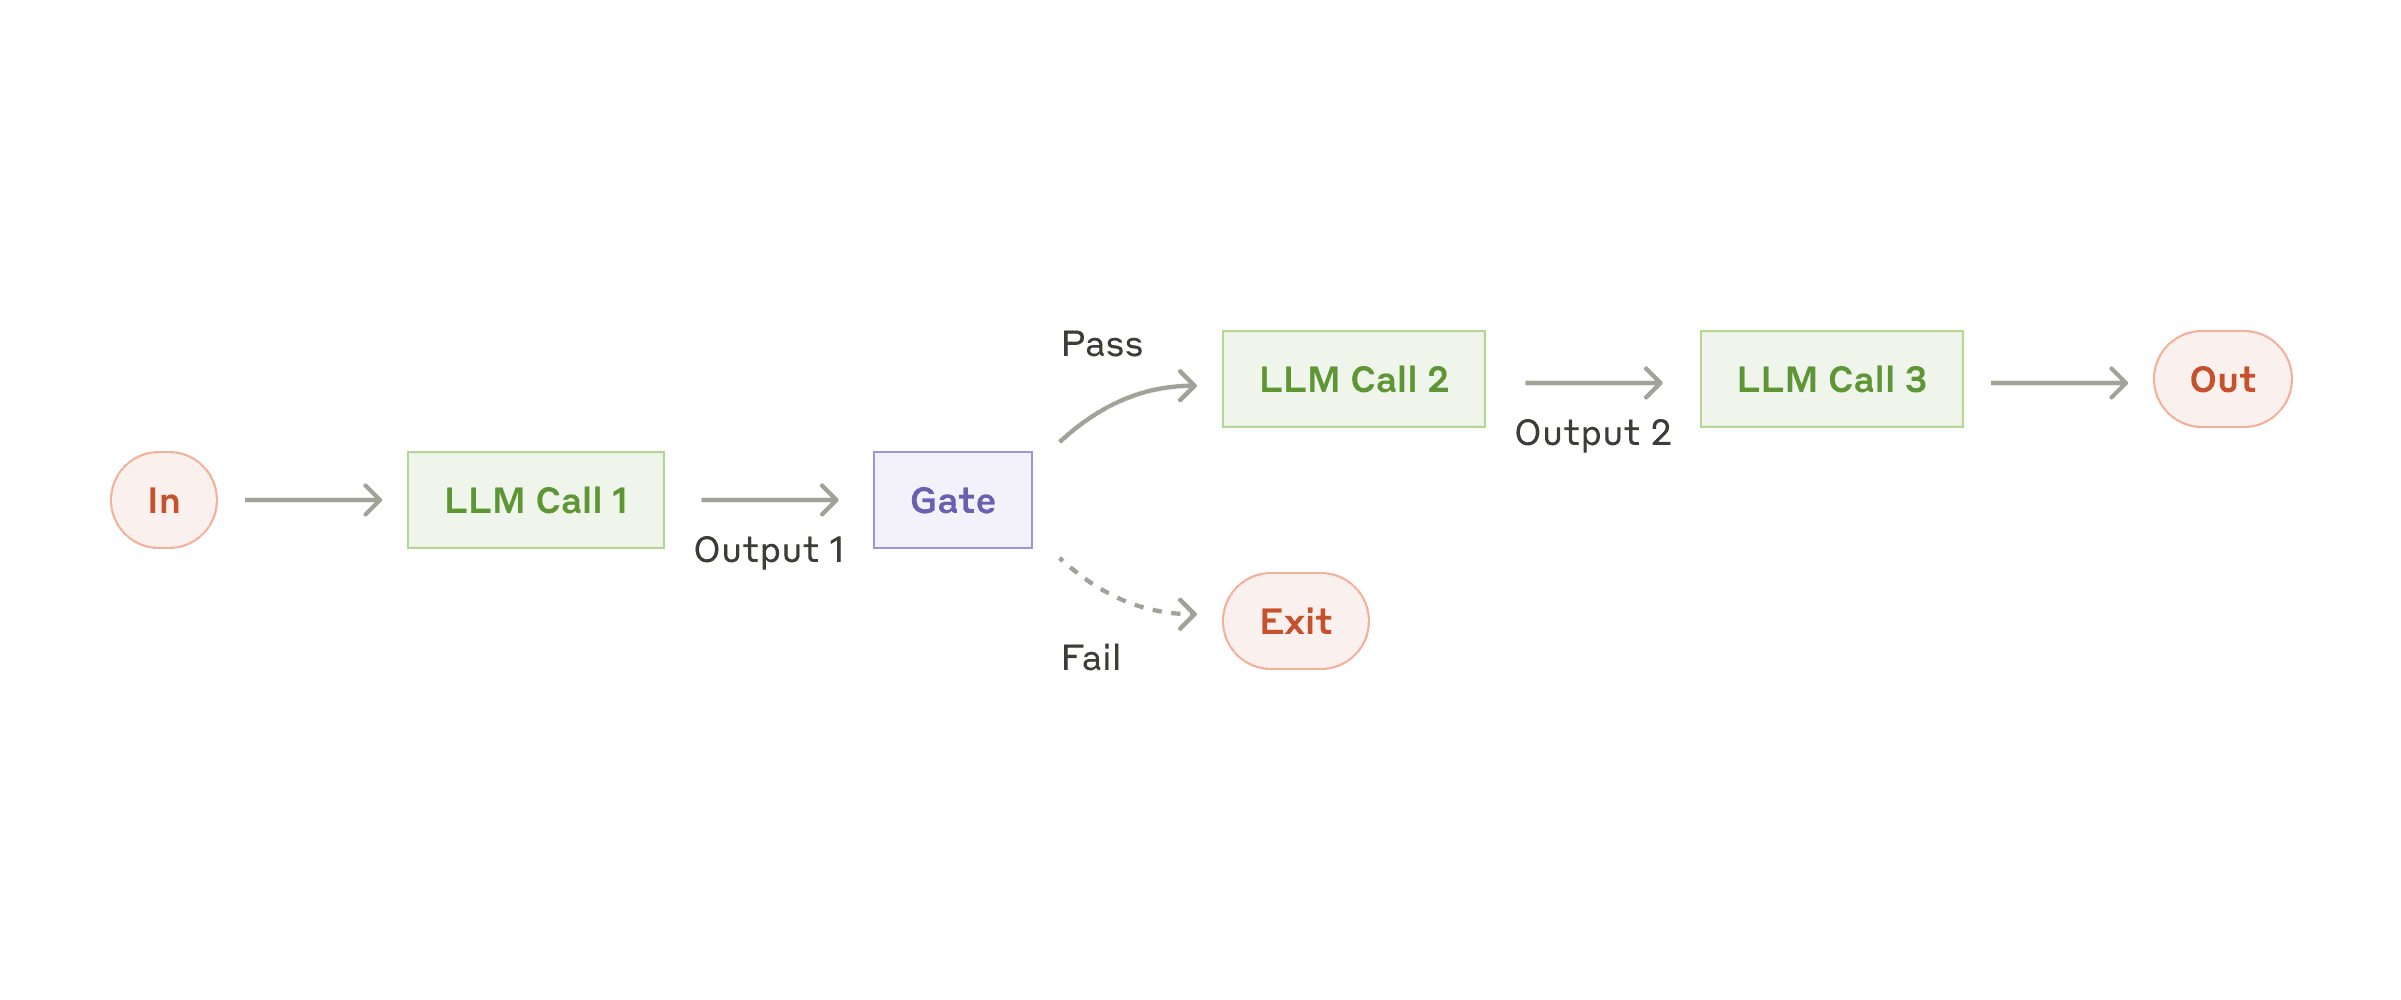 In
LLM Call 1
Output 1
Gate
Pass
LLM Call 2
Output 2
LLM Call 3
Out
Fail
Exit